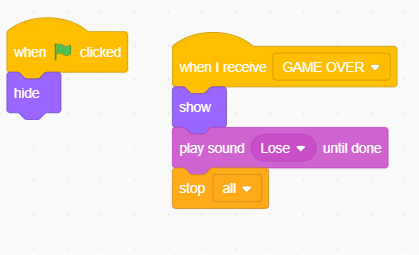 when clicked
hide
when I receive GAME OVER
show
play sound Lose until done
stop all